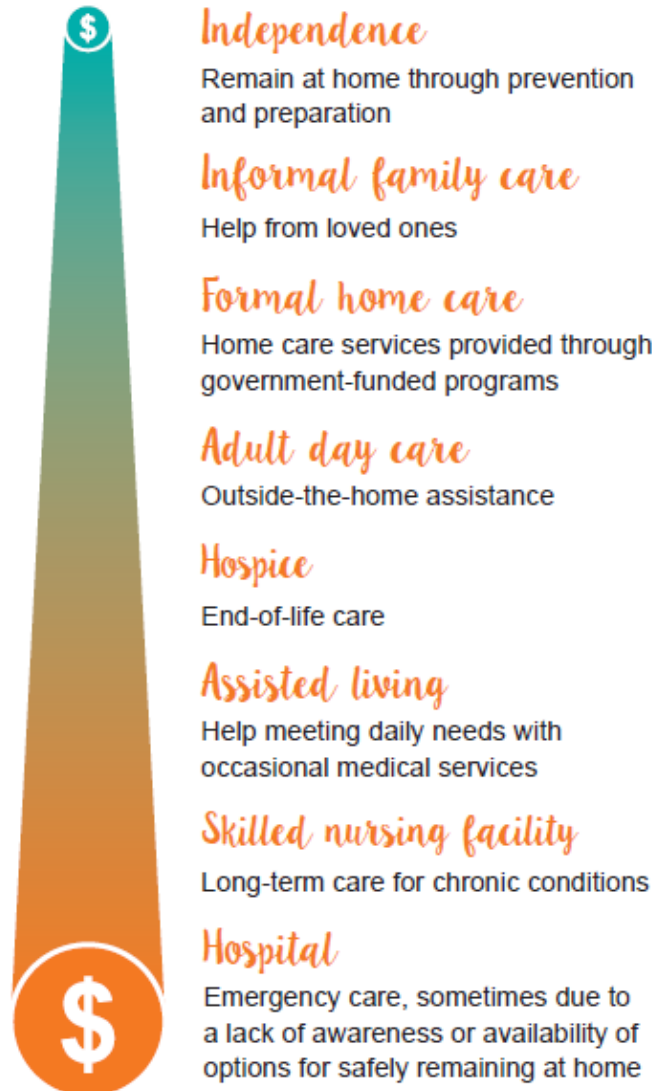 $
Independence
Remain at home through prevention
and preparation
Informal family care
Help from loved ones
Formal home care
Home care services provided through
government-funded programs
Adult day care
Outside-the-home assistance
Hospice
End-of-life care
Assisted living
Help meeting daily needs with
occasional medical services
Skilled nursing facility
Long-term care for chronic conditions
Hospital
$
Emergency care, sometimes due to
a lack of awareness or availability of
options for safely remaining at home